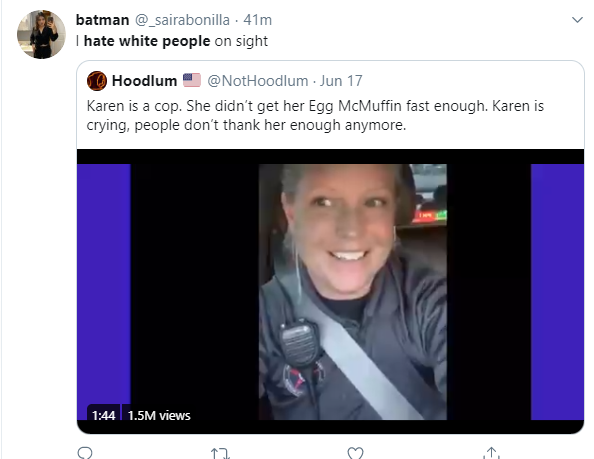 batman @_sairabonilla · 41m
I hate white people on sight
Hoodlum 🇺🇸 @NotHoodlum · Jun 17
Karen is a cop. She didn't get her Egg McMuffin fast enough. Karen is
crying, people don't thank her enough anymore.
1:44 1.5M views